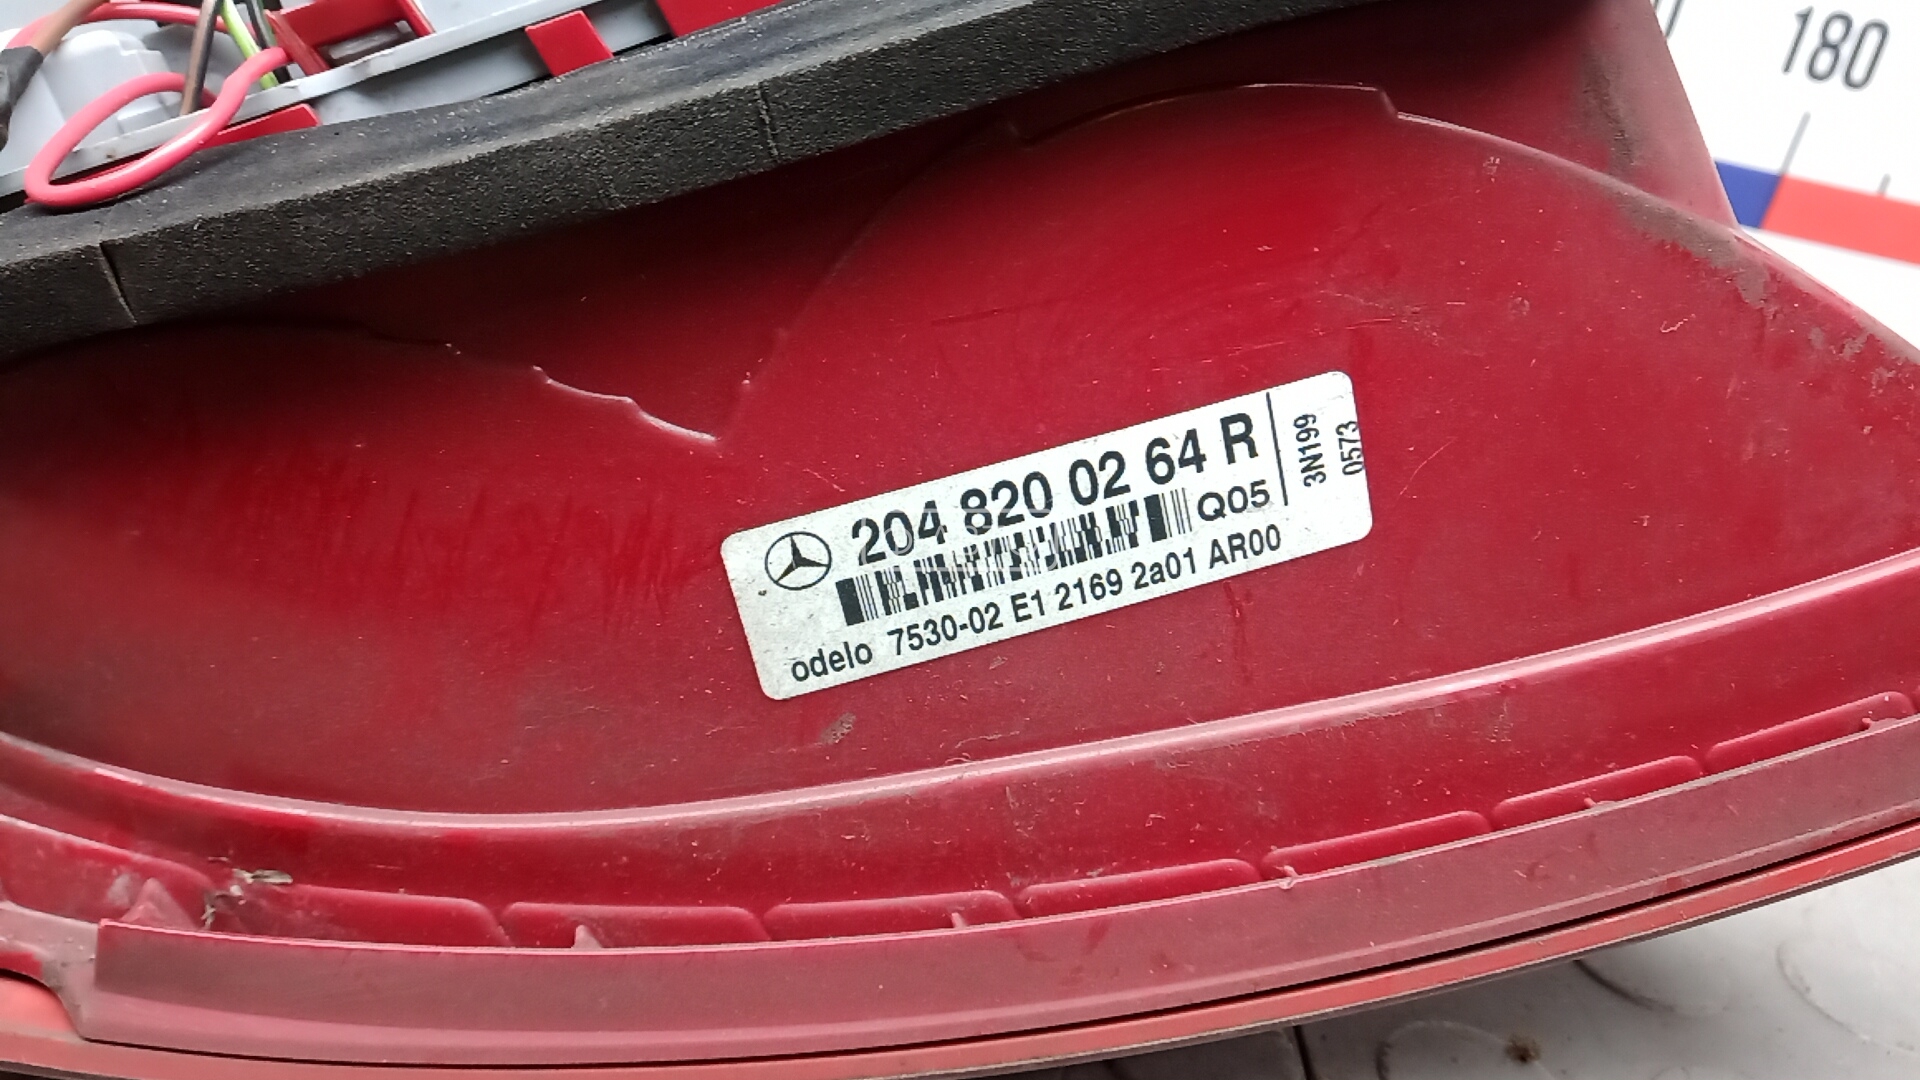 180
204 820 02 64 R
Q05
odelo 7530-02 E1 2169 2a01 AR00
3N199
0573